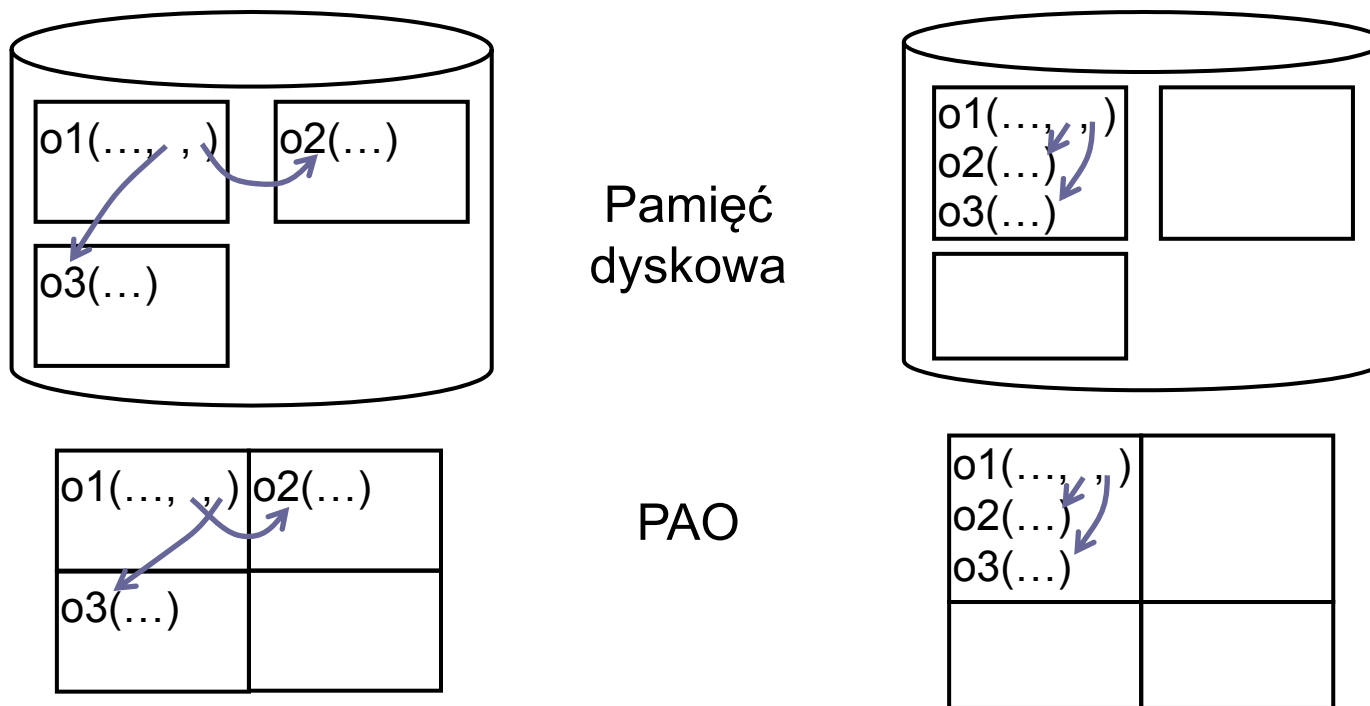 o1(…, , ) o2(…)
o3(…)
Pamięć
dyskowa
o1(…, , )
o2(…)
o3(…)
o1(…, , ) o2(…)
o3(…)
PAO
o1(…, , )
o2(…)
o3(…)